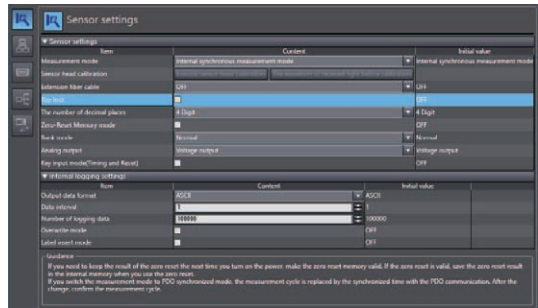 Sensor settings
▼ Sensor settings
Item Content Initial value
Measurement mode Internal synchronous measurement mode Internal synchronous measurement mode
Sensor head calibration
Extension fiber cable OFF OFF
Key lock OFF
The number of decimal places 4 Digit 4 Digit
Zero-Reset Memory mode OFF
Bank mode Normal Normal
Analog output Voltage output Voltage output
Key input mode(Timing and Reset) OFF
▼ Internal logging settings
Item Content Initial value
Output data format ASCII ASCII
Data interval 1 1
Number of logging data 100000 100000
Overwrite mode OFF
Label insert mode OFF
Guidance
If you need to keep the result of the zero reset the next time you turn on the power, make the zero reset memory valid. If the zero reset is valid, save the zero reset result
in the internal memory when you use the zero reset.
If you switch the measurement mode to PDO synchronized mode, the measurement cycle is replaced by the synchronized time with the PDO communication. After the
change, confirm the measurement cycle.